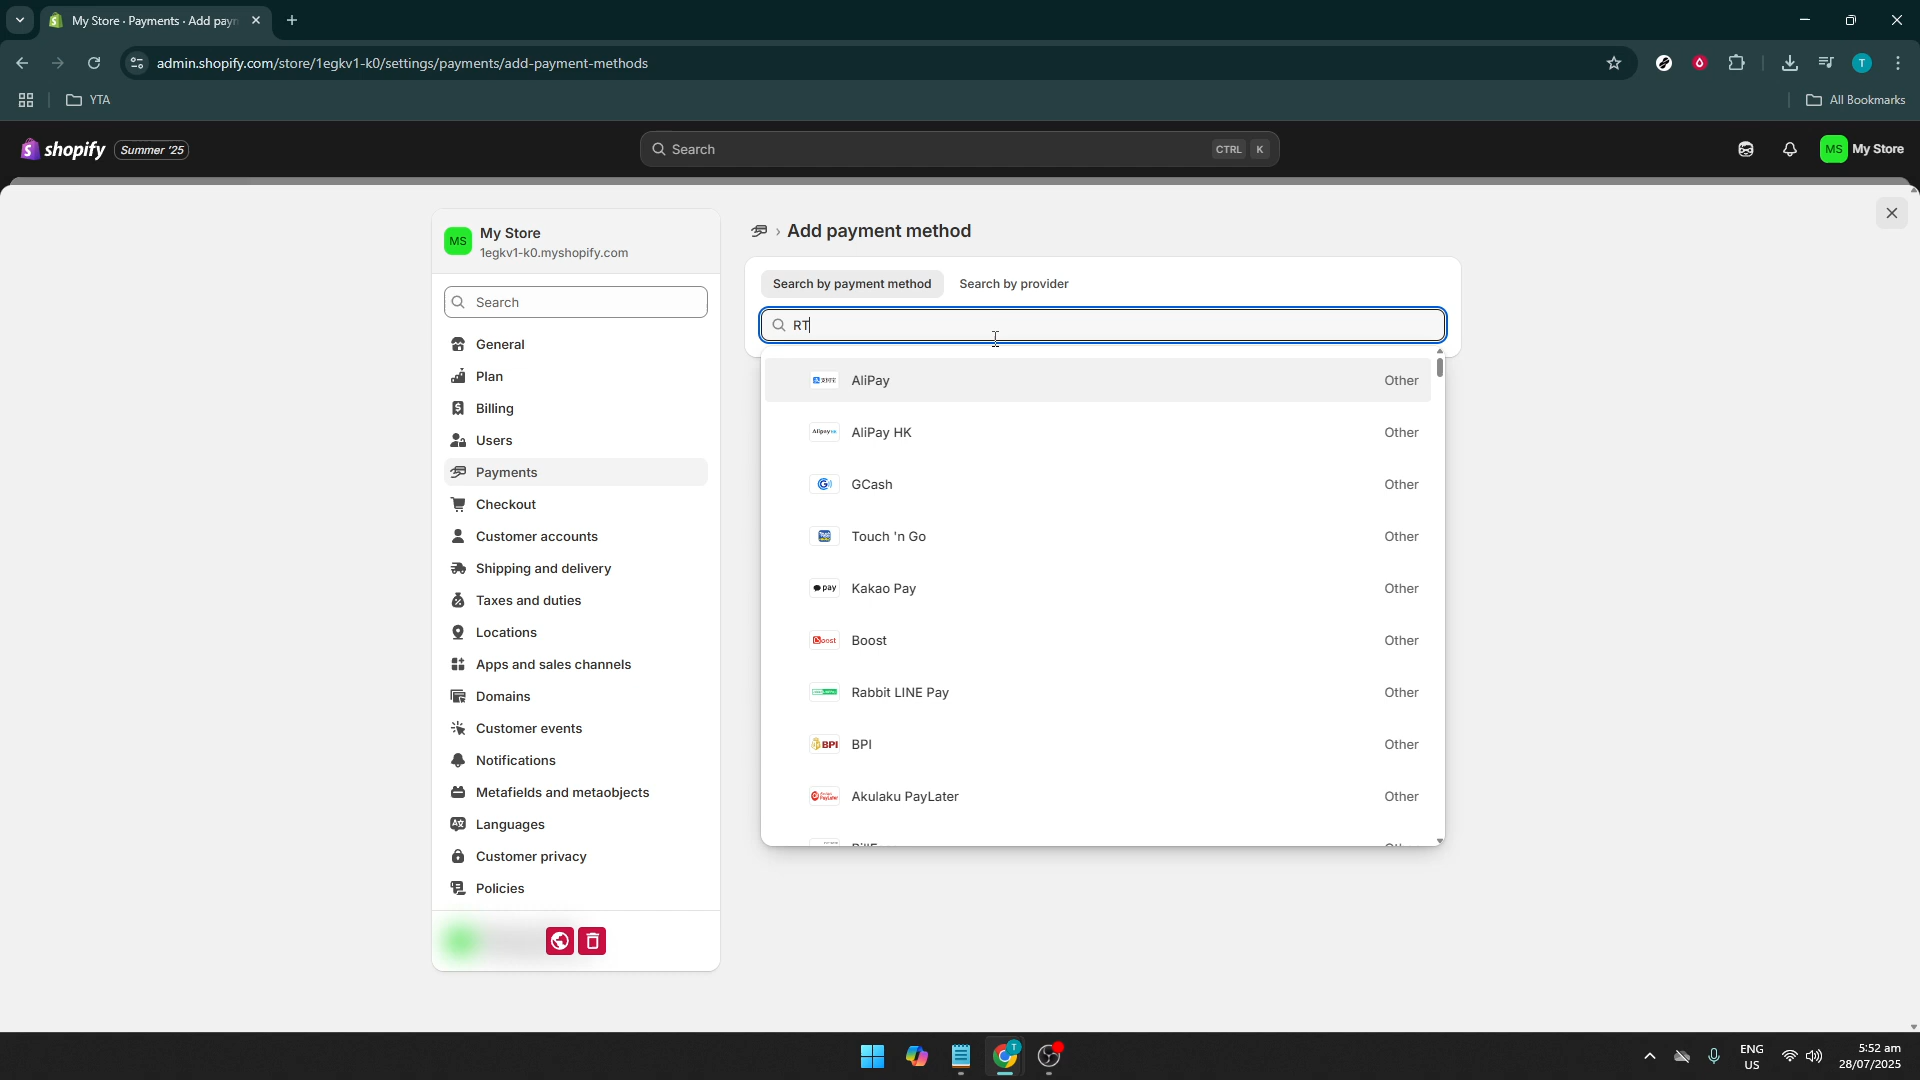 My Store · Payments · Add payn
admin.shopify.com/store/1egkv1-k0/settings/payments/add-payment-methods
T
YTA
All Bookmarks
shopify
Summer '25
Search
CTRL
K
MS
My Store
MS
My Store
1egkv1-k0.myshopify.com
Search
General
Plan
Billing
Users
Payments
Checkout
Customer accounts
Shipping and delivery
Taxes and duties
Locations
Apps and sales channels
Domains
Customer events
Notifications
Metafields and metaobjects
Languages
Customer privacy
Policies
Add payment method
Search by payment method
Search by provider
RT
AliPay
Other
AliPay HK
Other
GCash
Other
Touch 'n Go
Other
pay
Kakao Pay
Other
Boost
Boost
Other
Rabbit LINE Pay
Other
BPI
BPI
Other
Akulaku PayLater
Other
T
ENG
US
5:52 am
28/07/2025